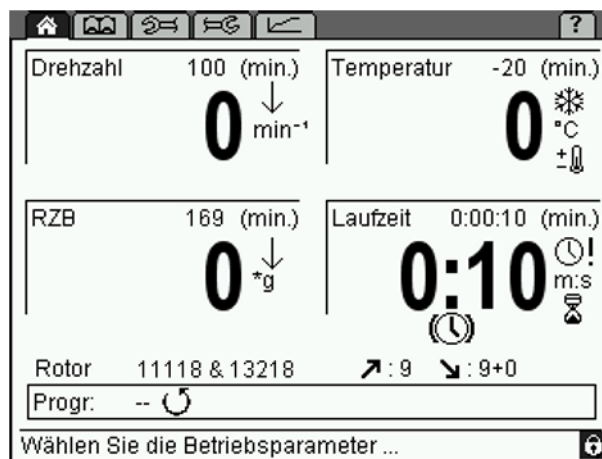 ?
Drehzahl 100 (min.)
0 min⁻¹
Temperatur -20 (min.)
0 °C
RZB 169 (min.)
0 *g
Laufzeit 0:00:10 (min.)
0:10 ! m:s
Rotor 11118 & 13218 : 9 : 9+0
Progr: --
Wählen Sie die Betriebsparameter ...